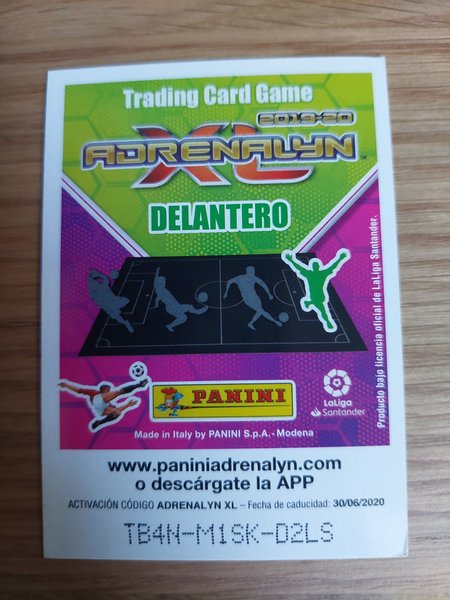 Trading Card Game
2019-20
ADRENALYN XL™
DELANTERO
Producto bajo licencia oficial de LaLiga Santander.
PANINI
LaLiga
Santander
Made in Italy by PANINI S.p.A. - Modena
www.paniniadrenalyn.com
o descárgate la APP
ACTIVACIÓN CÓDIGO ADRENALYN XL – Fecha de caducidad: 30/06/2020
TB4N-M1SK-D2LS